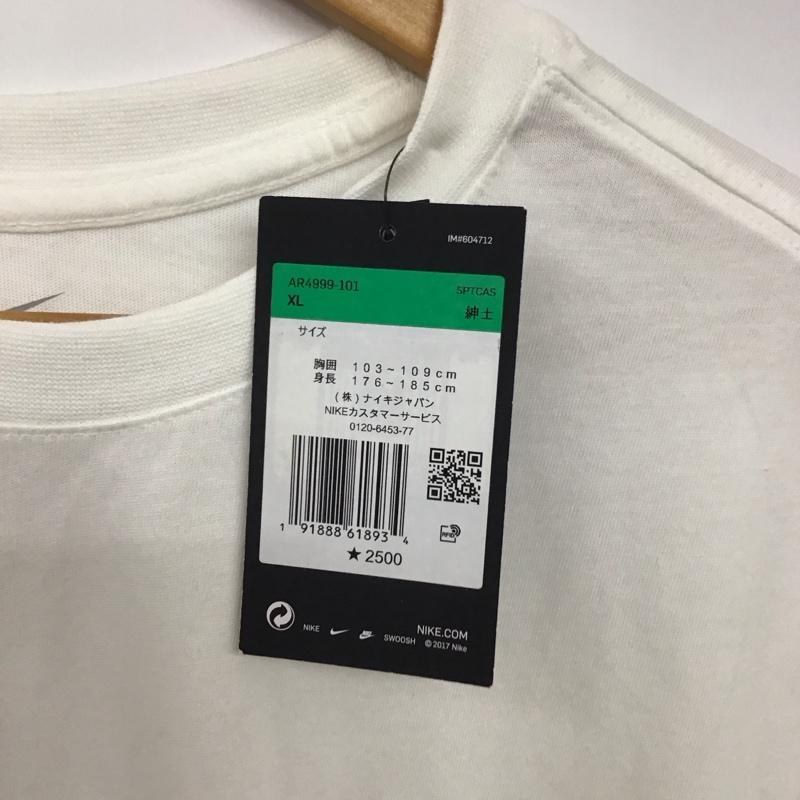 IM#604712
AR4999-101 SPTCAS
XL 紳士
サイズ
胸囲 103~109cm
身長 176~185cm
(株)ナイキジャパン
NIKEカスタマーサービス
0120-6453-77
RFID
1 91888 61893 4
★2500
NIKE SWOOSH NIKE.COM
©2017 Nike